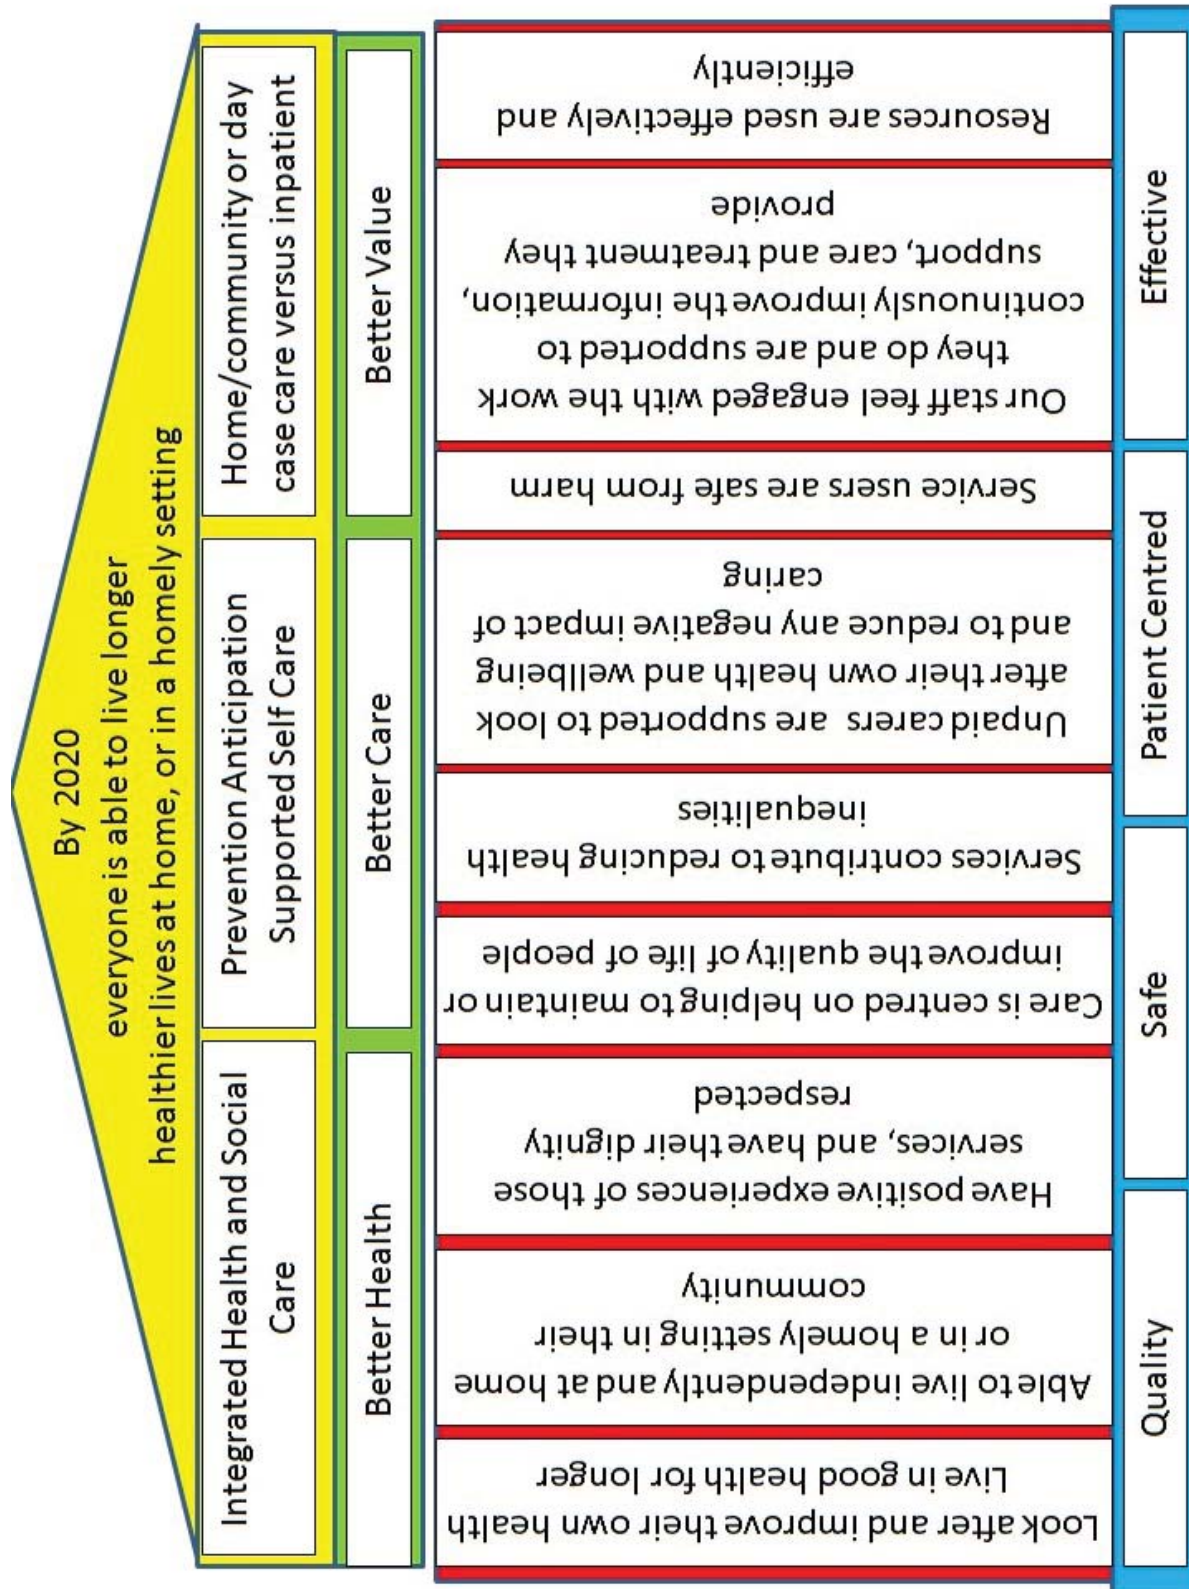 By 2020
everyone is able to live longer
healthier lives at home, or in a homely setting
Integrated Health and Social
Care
Prevention Anticipation
Supported Self Care
Home/community or day
case care versus inpatient
Better Health
Better Care
Better Value
Look after and improve their own health
Live in good health for longer
Able to live independently and at home
or in a homely setting in their
community
Have positive experiences of those
services, and have their dignity
respected
Care is centred on helping to maintain or
improve the quality of life of people
Services contribute to reducing health
inequalities
Unpaid carers are supported to look
after their own health and wellbeing
and to reduce any negative impact of
caring
Service users are safe from harm
Our staff feel engaged with the work
they do and are supported to
continuously improve the information,
support, care and treatment they
provide
Resources are used effectively and
efficiently
Quality
Safe
Patient Centred
Effective